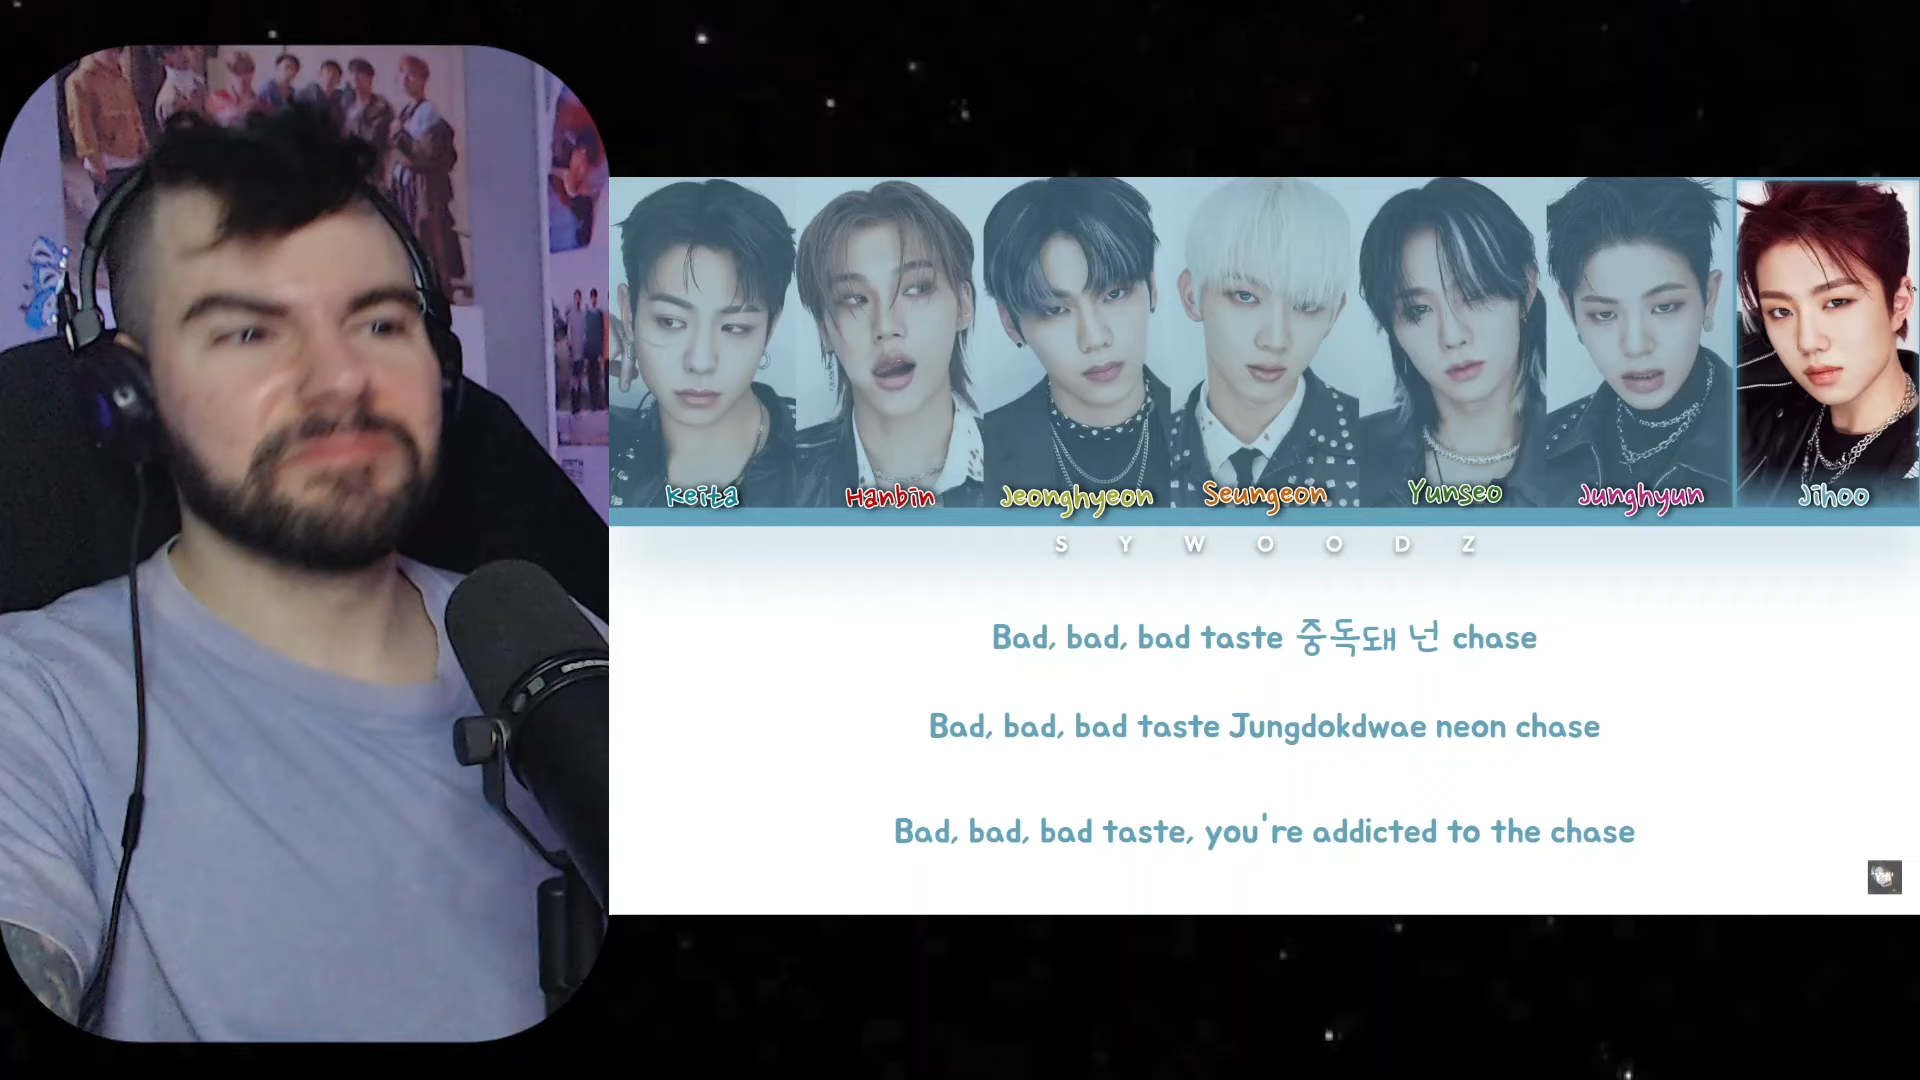 Keita Hanbin Jeonghyeon Seungeon Yunseo Junghyun Jihoo
SYWOODZ
Bad, bad, bad taste 중독돼 넌 chase
Bad, bad, bad taste Jungdokdwae neon chase
Bad, bad, bad taste, you're addicted to the chase